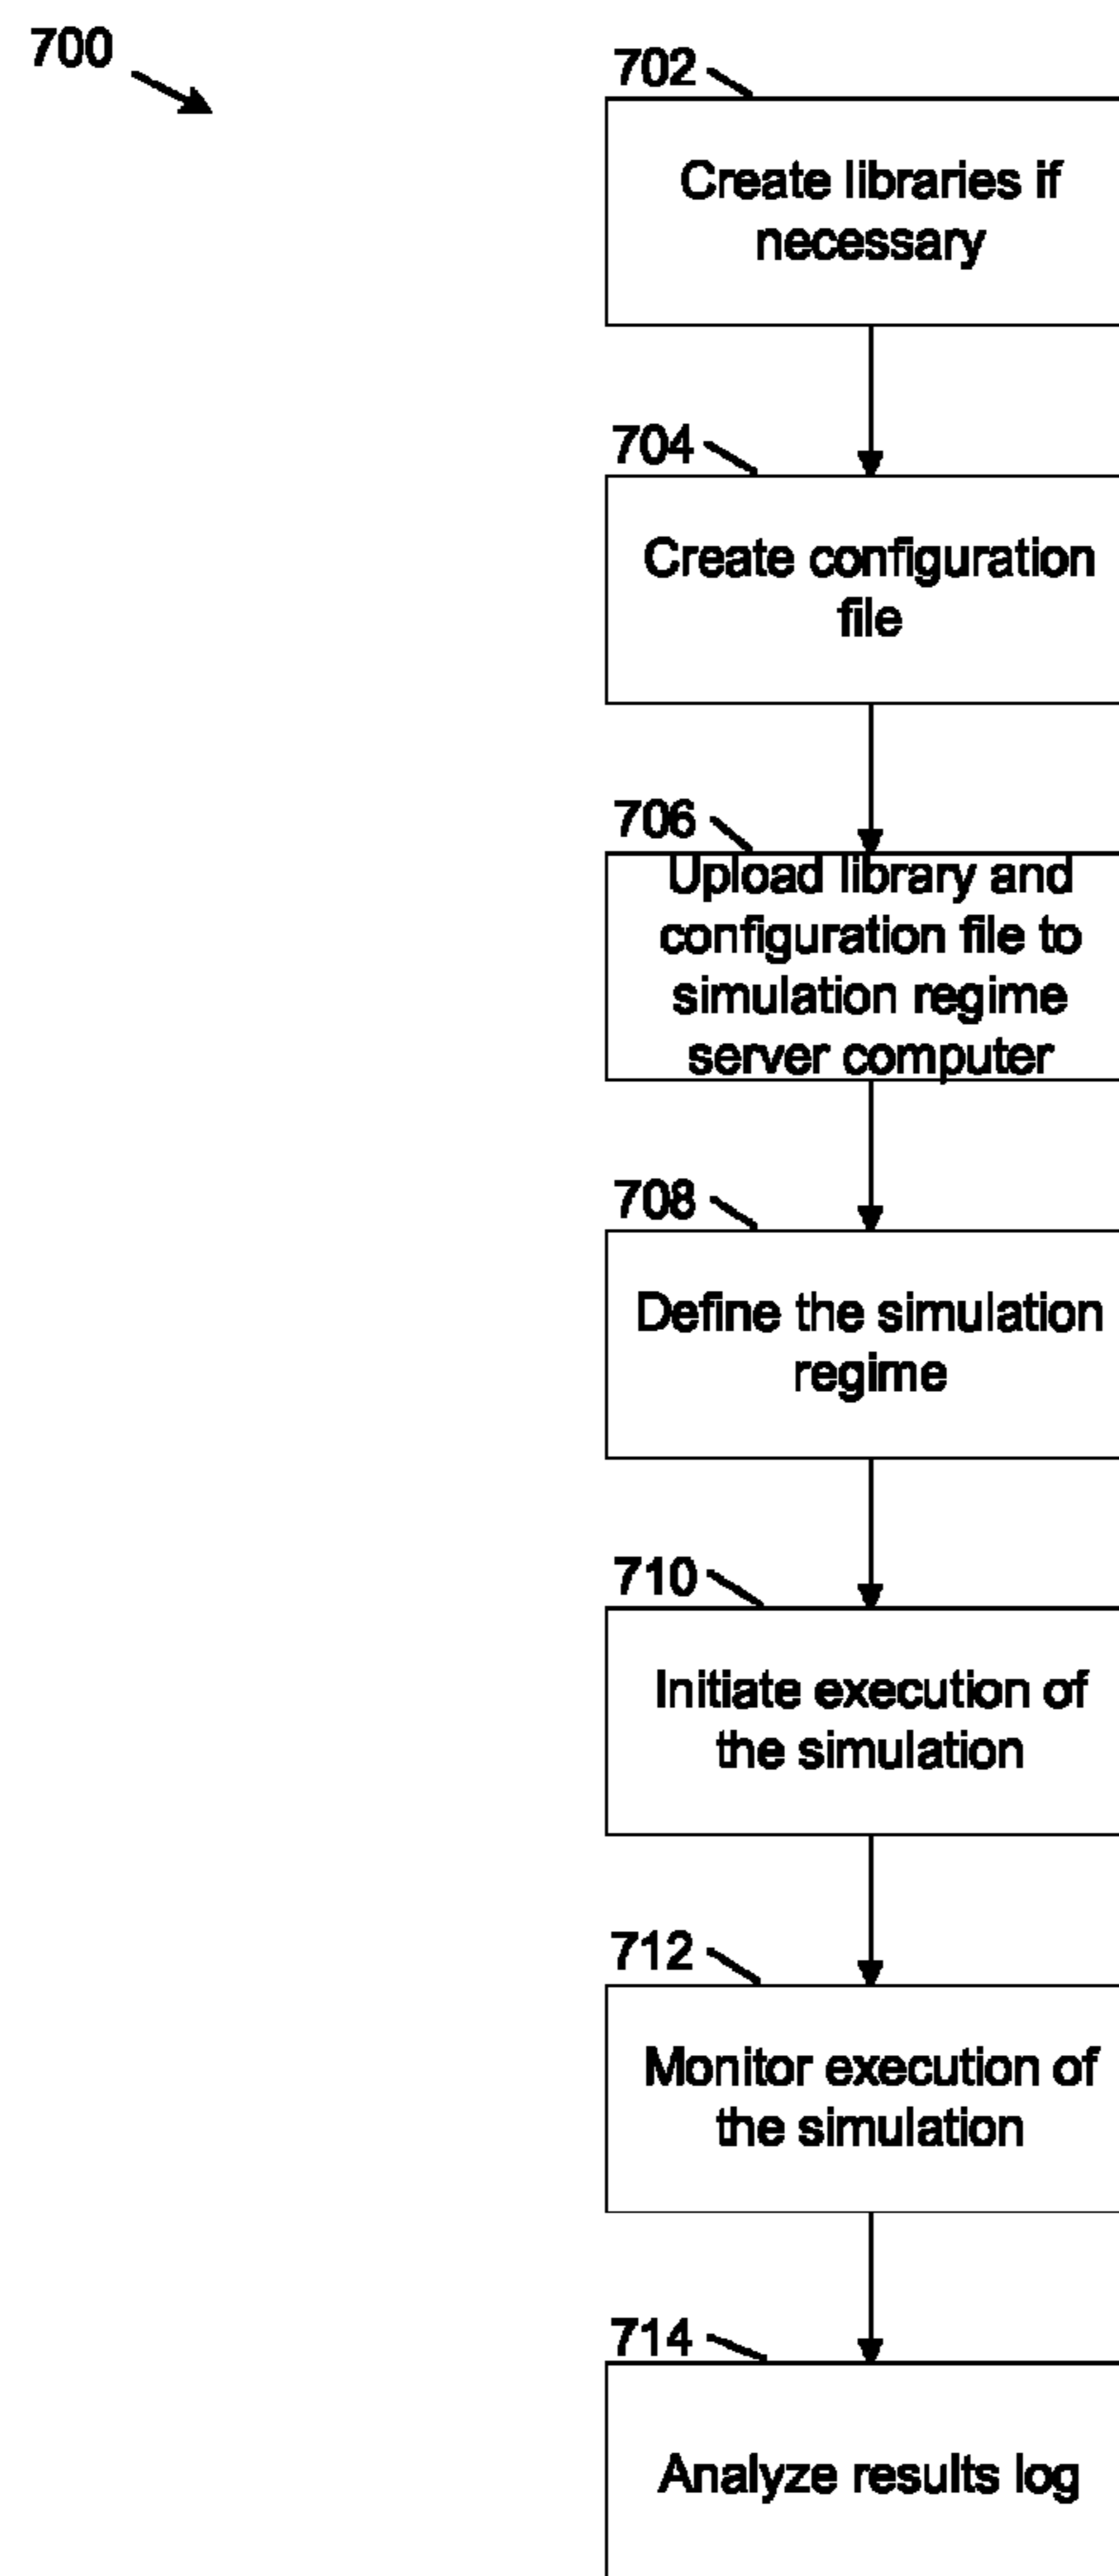 700
702
Create libraries if
necessary
704
Create configuration
file
706
Upload library and
configuration file to
simulation regime
server computer
708
Define the simulation
regime
710
Initiate execution of
the simulation
712
Monitor execution of
the simulation
714
Analyze results log